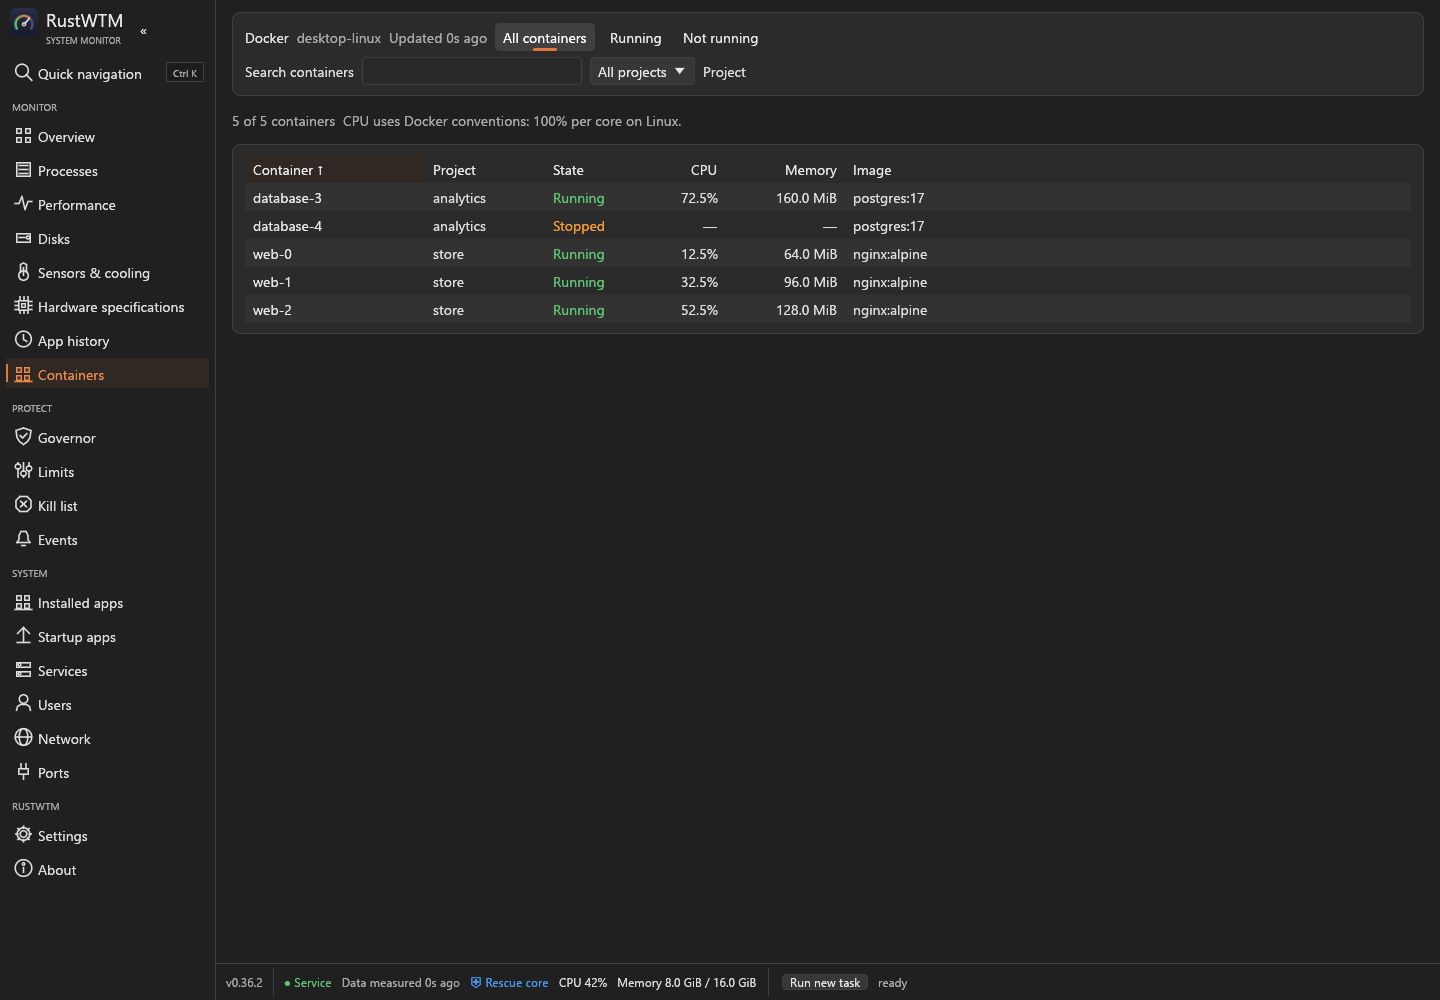 RustWTM
SYSTEM MONITOR
«
Quick navigation Ctrl K
MONITOR
Overview
Processes
Performance
Disks
Sensors & cooling
Hardware specifications
App history
Containers
PROTECT
Governor
Limits
Kill list
Events
SYSTEM
Installed apps
Startup apps
Services
Users
Network
Ports
RUSTWTM
Settings
About
Docker desktop-linux Updated 0s ago All containers Running Not running
Search containers All projects Project
5 of 5 containers CPU uses Docker conventions: 100% per core on Linux.
Container ↑ Project State CPU Memory Image
database-3 analytics Running 72.5% 160.0 MiB postgres:17
database-4 analytics Stopped — — postgres:17
web-0 store Running 12.5% 64.0 MiB nginx:alpine
web-1 store Running 32.5% 96.0 MiB nginx:alpine
web-2 store Running 52.5% 128.0 MiB nginx:alpine
v0.36.2 Service Data measured 0s ago Rescue core CPU 42% Memory 8.0 GiB / 16.0 GiB Run new task ready